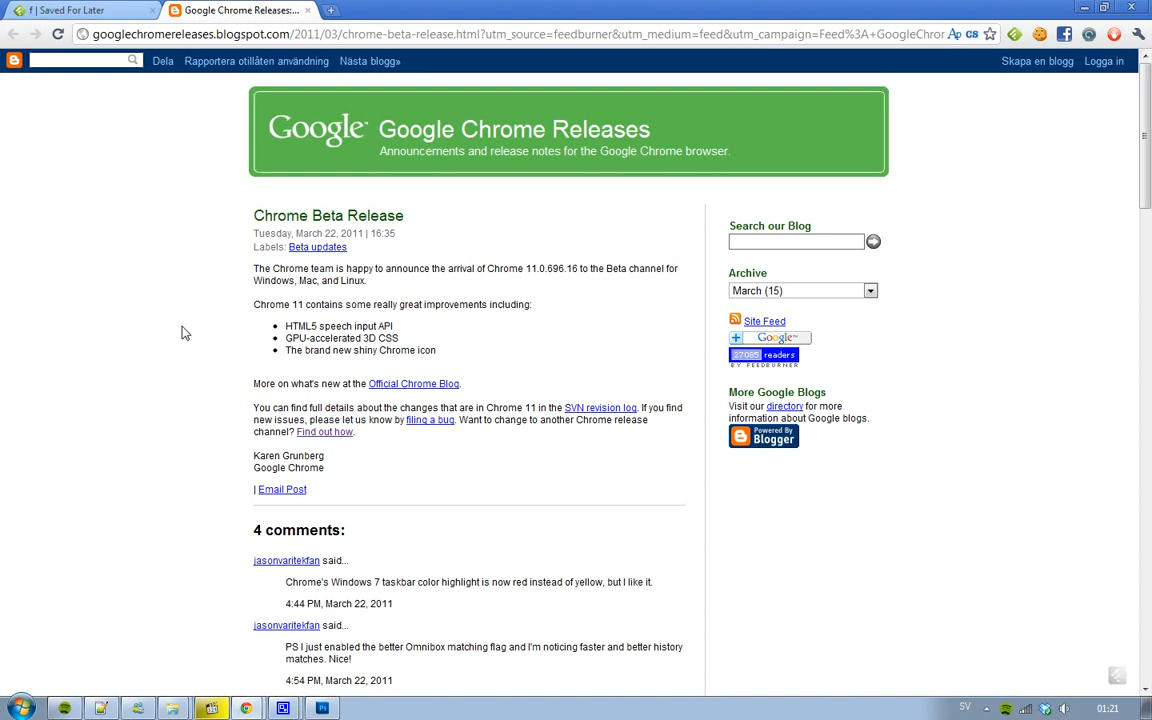 f | Saved For Later
Google Chrome Releases:...
googlechromereleases.blogspot.com/2011/03/chrome-beta-release.html?utm_source=feedburner&utm_medium=feed&utm_campaign=Feed%3A+GoogleChror
Dela Rapportera otillåten användning Nästa blogg»
Skapa en blogg Logga in
Google™ Google Chrome Releases
Announcements and release notes for the Google Chrome browser.
Chrome Beta Release
Tuesday, March 22, 2011 | 16:35
Labels: Beta updates
The Chrome team is happy to announce the arrival of Chrome 11.0.696.16 to the Beta channel for
Windows, Mac, and Linux.
Chrome 11 contains some really great improvements including:
HTML5 speech input API
GPU-accelerated 3D CSS
The brand new shiny Chrome icon
More on what's new at the Official Chrome Blog.
You can find full details about the changes that are in Chrome 11 in the SVN revision log. If you find
new issues, please let us know by filing a bug. Want to change to another Chrome release
channel? Find out how.
Karen Grunberg
Google Chrome
| Email Post
4 comments:
jasonvaritekfan said...
Chrome's Windows 7 taskbar color highlight is now red instead of yellow, but I like it.
4:44 PM, March 22, 2011
jasonvaritekfan said...
PS I just enabled the better Omnibox matching flag and I'm noticing faster and better history
matches. Nice!
4:54 PM, March 22, 2011
Search our Blog
Archive
March (15)
Site Feed
Google™
27085 readers
BY FEEDBURNER
More Google Blogs
Visit our directory for more
information about Google blogs.
Powered By
Blogger
SV
01:21